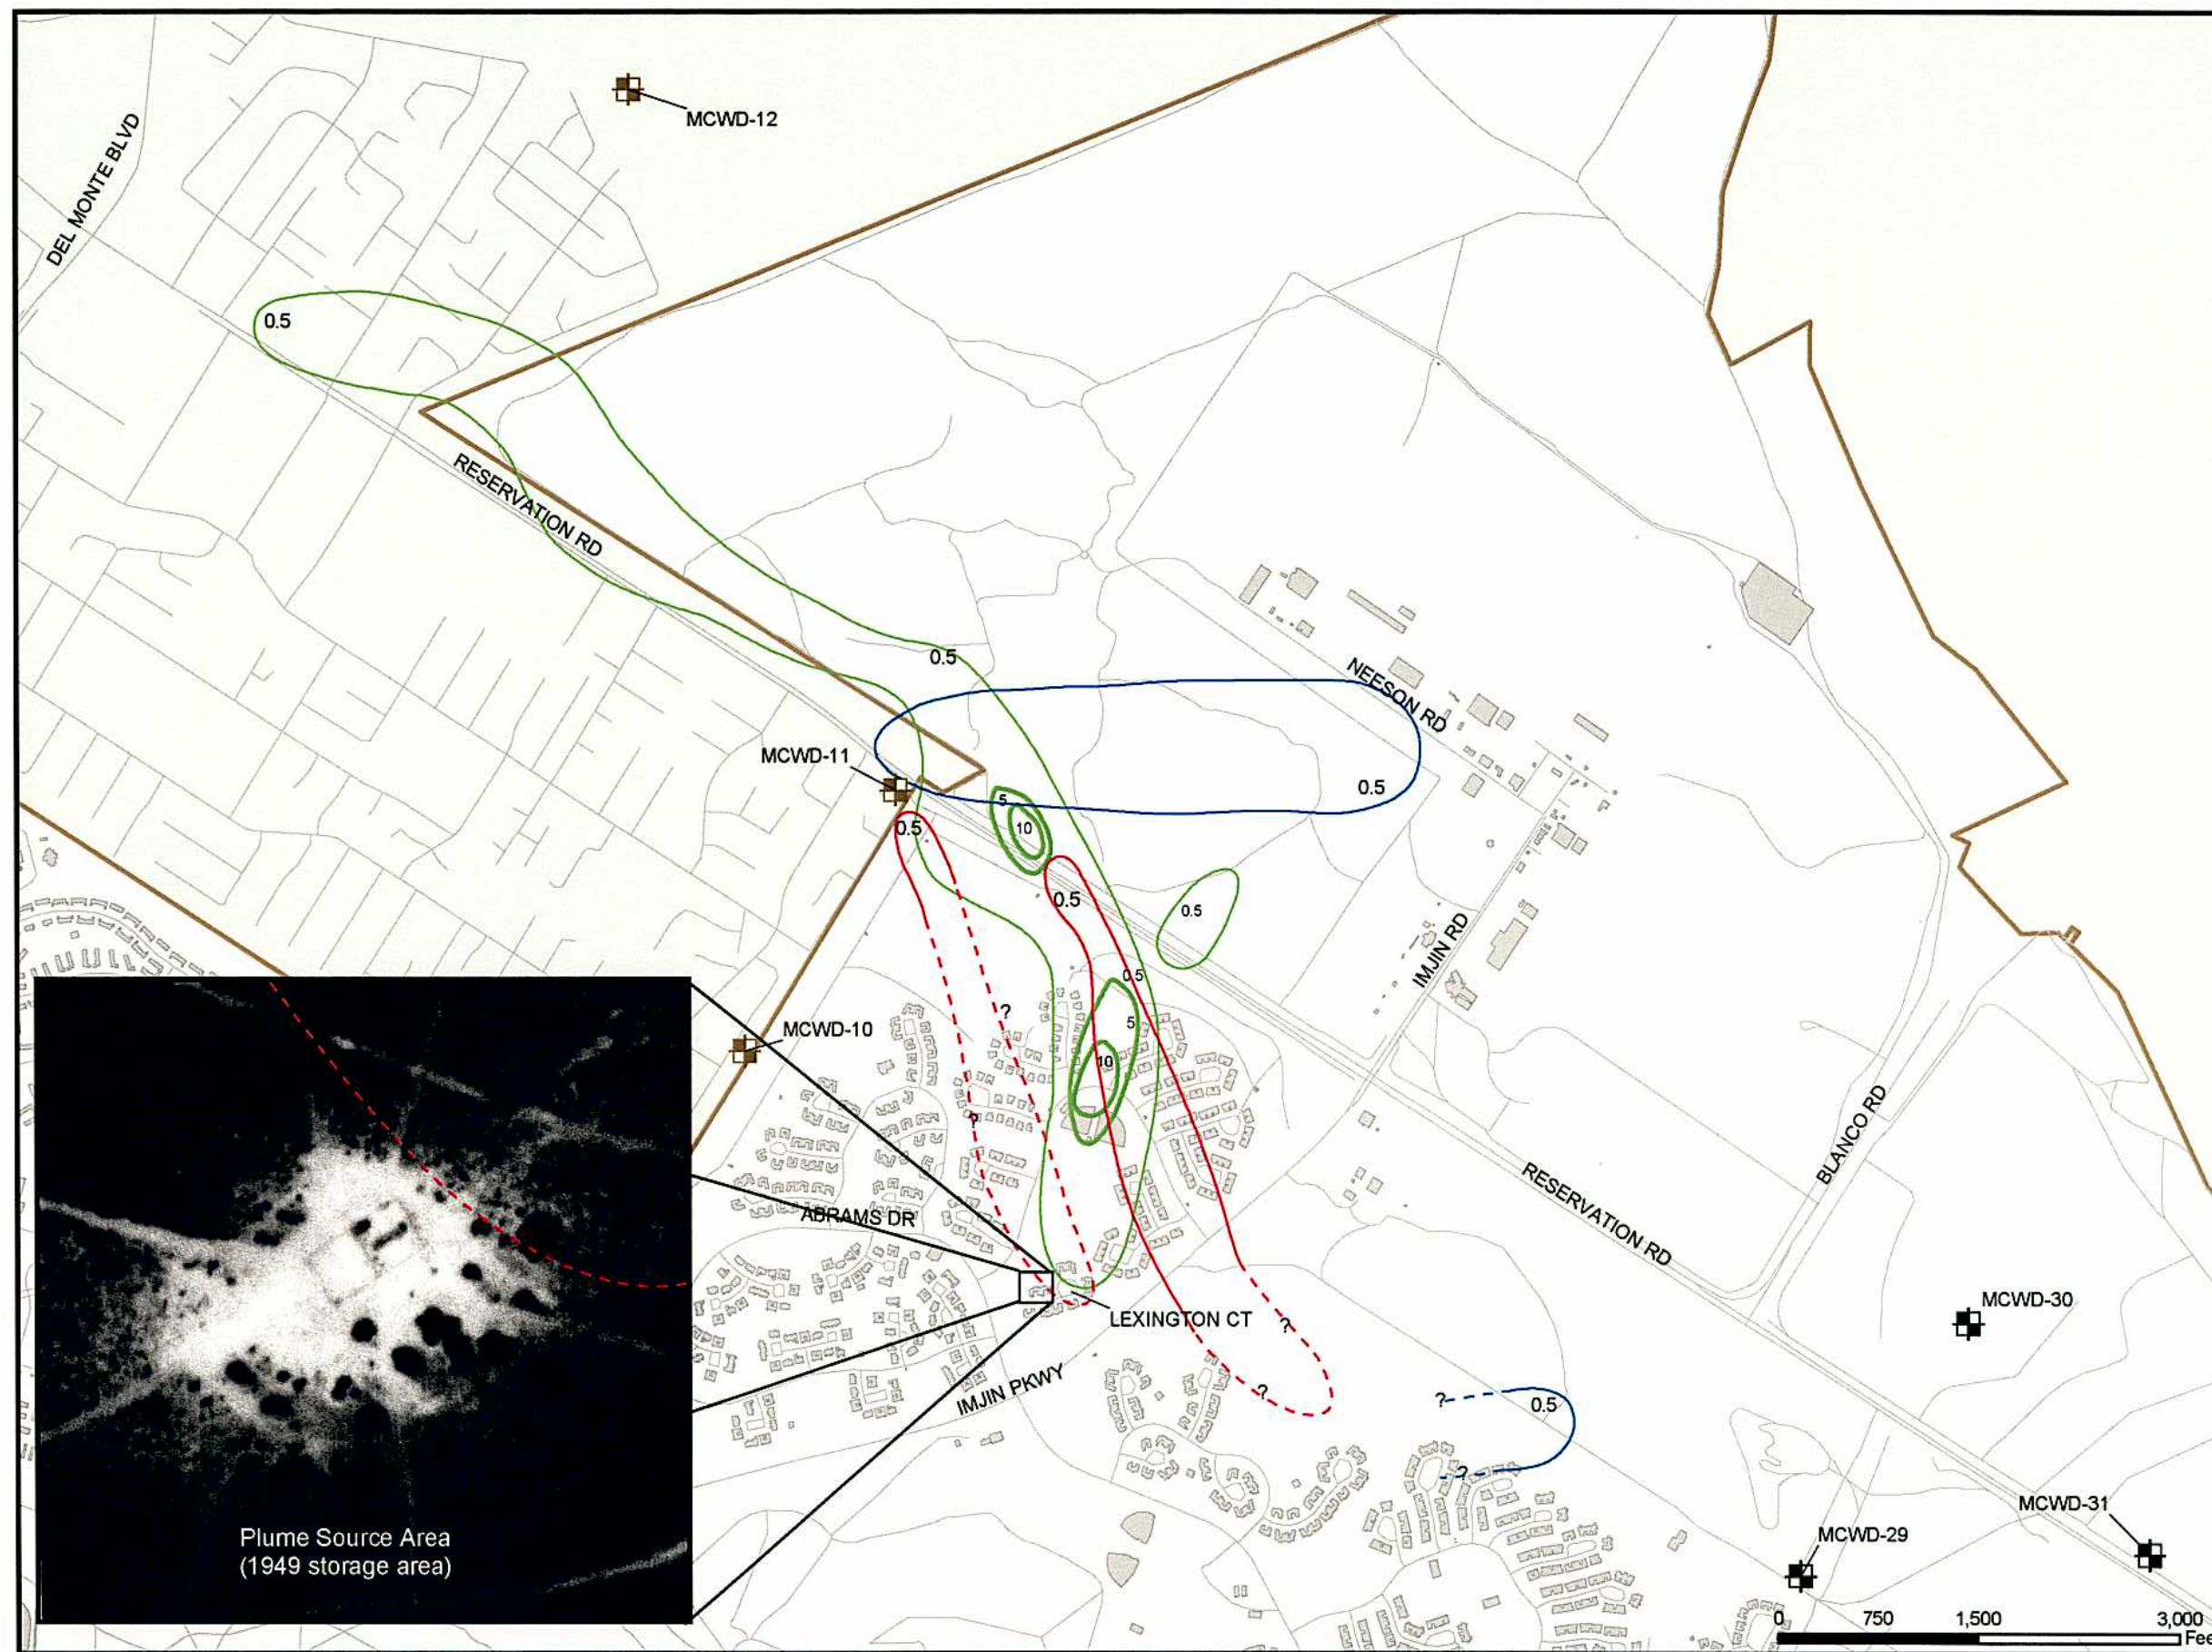 MCWD-12
DEL MONTE BLVD
0.5
RESERVATION RD
0.5
NEESON RD
MCWD-11
0.5
5
10
0.5
0.5
0.5
IMJIN RD
0.5
?
5
MCWD-10
10
?
BLANCO RD
ABRAMS DR
RESERVATION RD
MCWD-30
LEXINGTON CT
?
IMJIN PKWY
?
?
0.5
?
MCWD-31
Plume Source Area
(1949 storage area)
MCWD-29
0 750 1,500 3,000
Fee